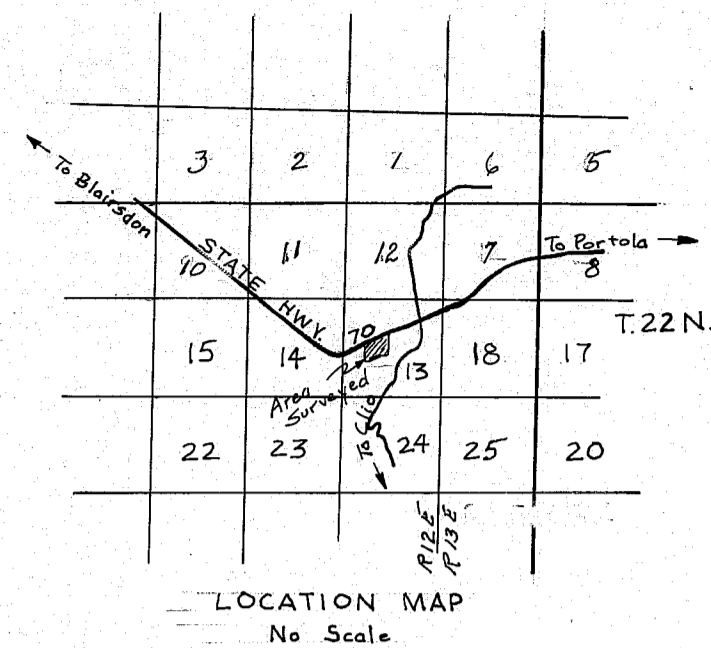 3 2 1 6 5
To Blairsdon
STATE HWY. 70
10 11 12 7 8
To Portola
T. 22 N.
15 14 13 18 17
Area
Surveyed
To Clio
22 23 24 25 20
R12E
R13E
LOCATION MAP
No Scale